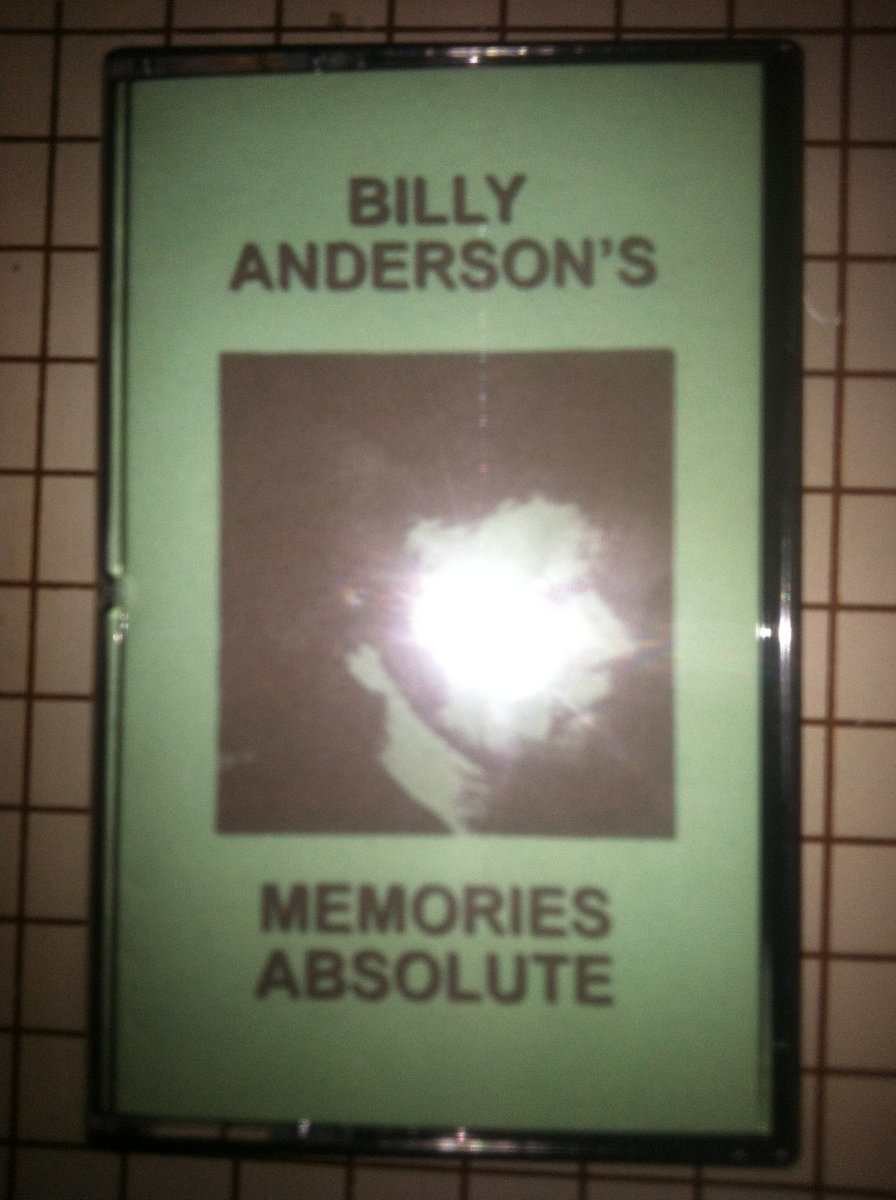 BILLY
ANDERSON'S
MEMORIES
ABSOLUTE